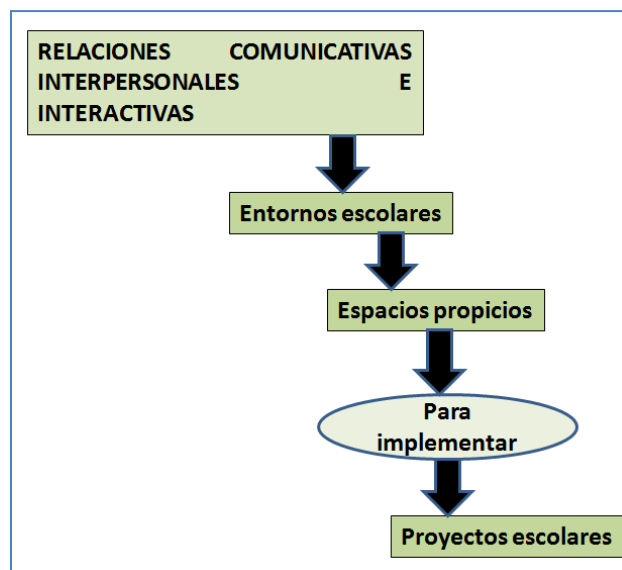 RELACIONES COMUNICATIVAS
INTERPERSONALES E
INTERACTIVAS
Entornos escolares
Espacios propicios
Para
implementar
Proyectos escolares